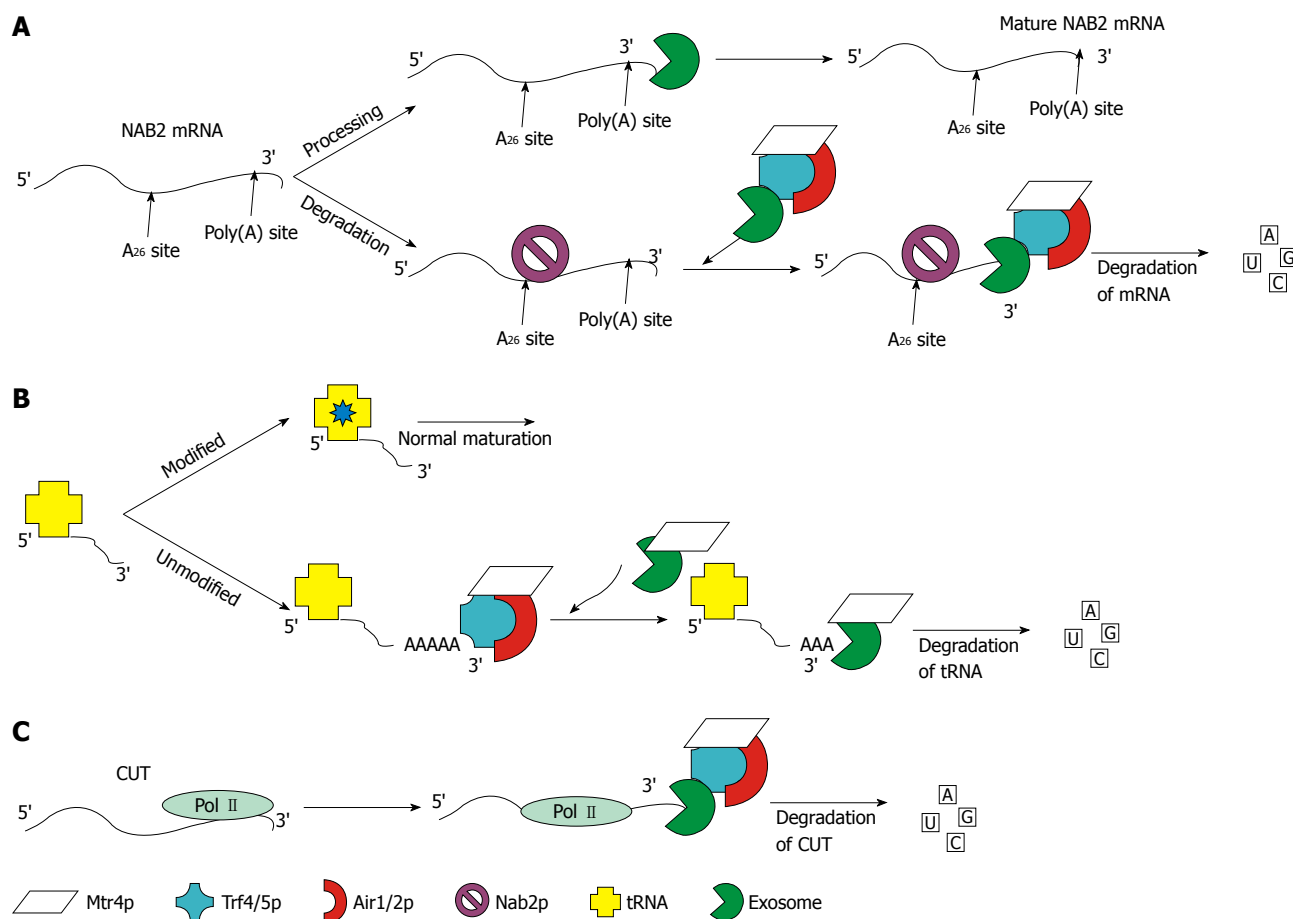 A
5'
3'
Mature NAB2 mRNA
3'
Poly(A) site
A26 site
Poly(A) site
A26 site
Processing
NAB2 mRNA
5'
3'
A26 site
Poly(A) site
Degradation
5'
3'
A26 site
Poly(A) site
5'
3'
A26 site
Degradation
of mRNA
A
U
G
C
B
Modified
5'
3'
Normal maturation
5'
3'
Unmodified
5'
AAAAA
3'
5'
AAA
3'
Degradation
of tRNA
A
U
G
C
C
CUT
5'
Pol II
3'
5'
Pol II
3'
Degradation
of CUT
A
U
G
C
Mtr4p
Trf4/5p
Air1/2p
Nab2p
tRNA
Exosome